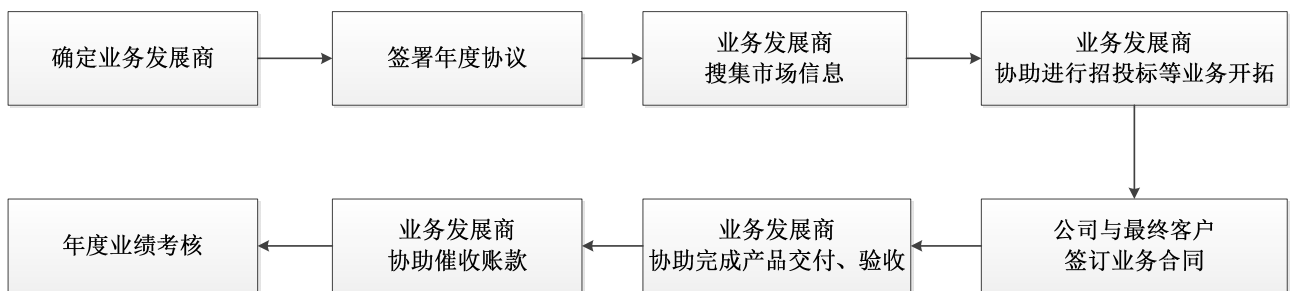 确定业务发展商
签署年度协议
业务发展商
搜集市场信息
业务发展商
协助进行招投标等业务开拓
公司与最终客户
签订业务合同
业务发展商
协助完成产品交付、验收
业务发展商
协助催收账款
年度业绩考核